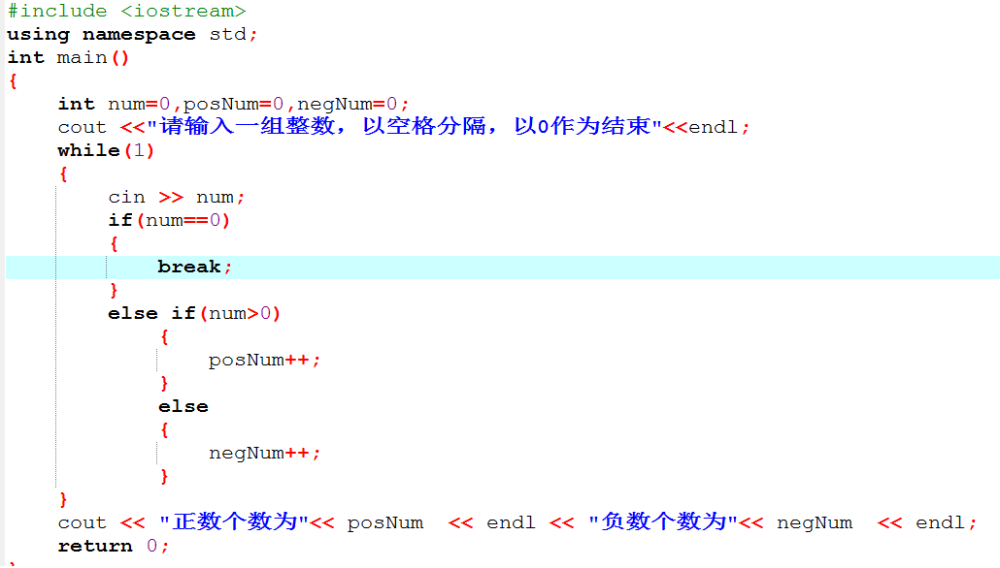 #include <iostream>
using namespace std;
int main()
{
    int num=0,posNum=0,negNum=0;
    cout <<"请输入一组整数，以空格分隔，以0作为结束"<<endl;
    while(1)
    {
        cin >> num;
        if(num==0)
        {
            break;
        }
        else if(num>0)
            {
                posNum++;
            }
            else
            {
                negNum++;
            }
    }
    cout << "正数个数为"<< posNum  << endl << "负数个数为"<< negNum  << endl;
    return 0;
}